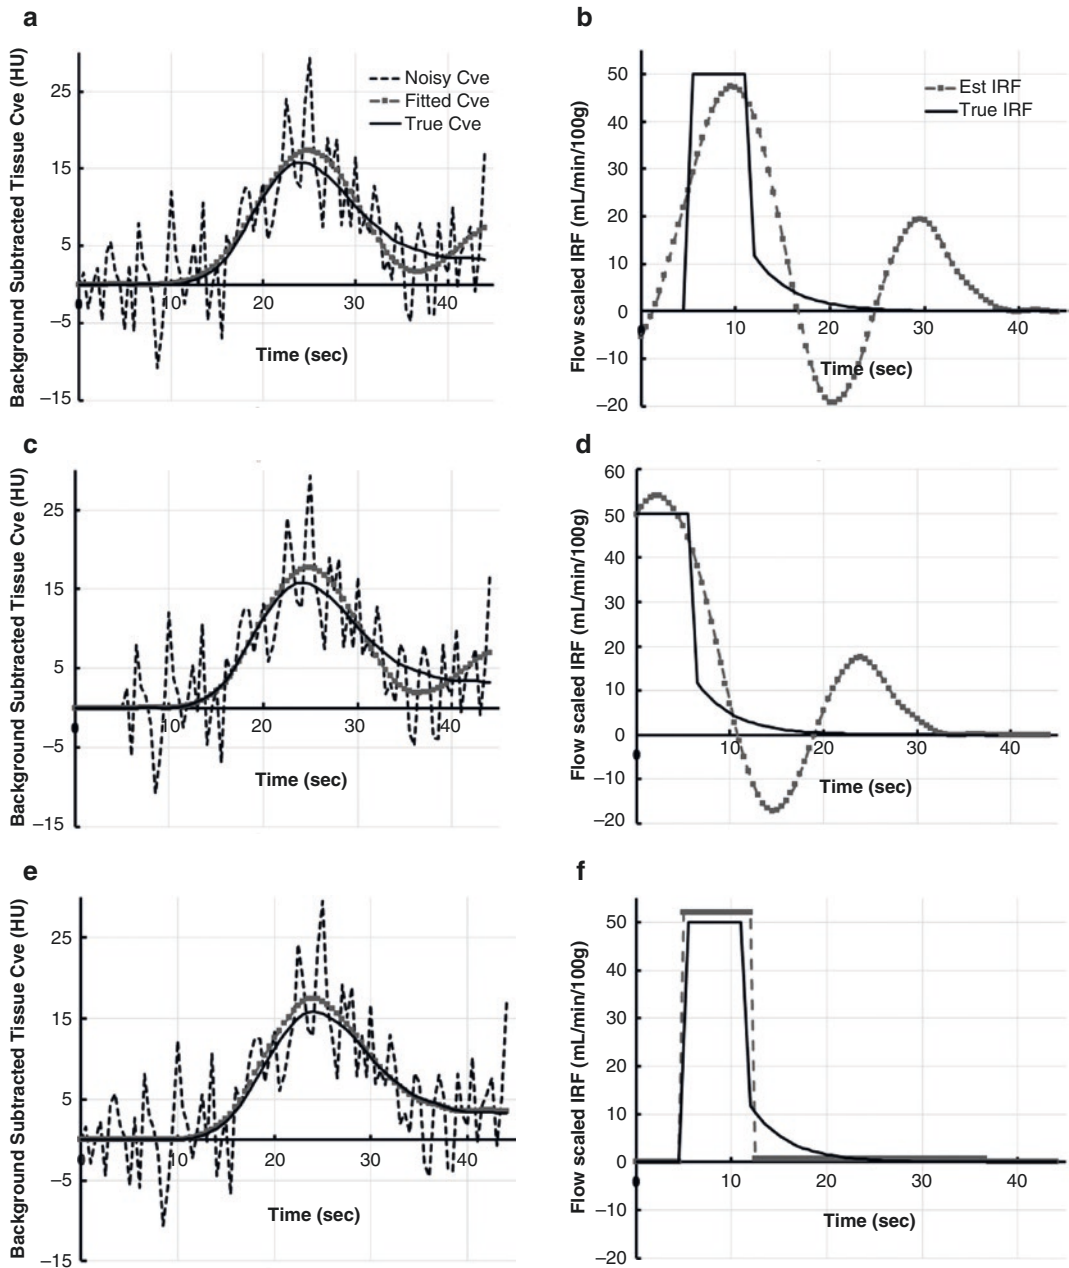 a
Background Subtracted Tissue Cve (HU)
25
15
5
−5
−15
10
20
30
40
Time (sec)
Noisy Cve
Fitted Cve
True Cve
b
Flow scaled IRF (mL/min/100g)
50
40
30
20
10
0
−10
−20
10
20
30
40
Time (sec)
Est IRF
True IRF
c
Background Subtracted Tissue Cve (HU)
25
15
5
−5
−15
10
20
30
40
Time (sec)
d
Flow scaled IRF (mL/min/100g)
60
50
40
30
20
10
0
−10
−20
10
20
30
40
Time (sec)
e
Background Subtracted Tissue Cve (HU)
25
15
5
−5
−15
10
20
30
40
Time (sec)
f
Flow scaled IRF (mL/min/100g)
50
40
30
20
10
0
−10
−20
10
20
30
40
Time (sec)